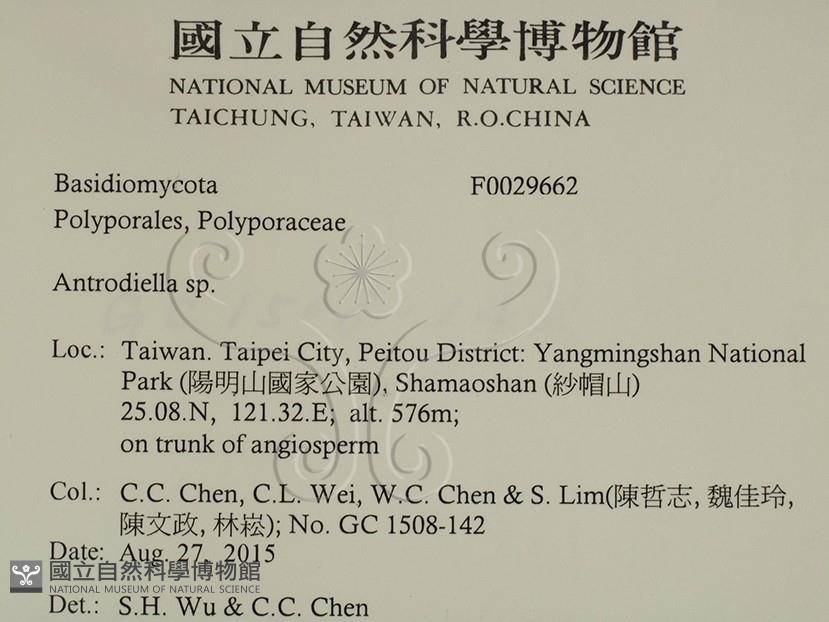 國立自然科學博物館
NATIONAL MUSEUM OF NATURAL SCIENCE
TAICHUNG, TAIWAN, R.O.CHINA
Basidiomycota F0029662
Polyporales, Polyporaceae
Antrodiella sp.
Loc.: Taiwan. Taipei City, Peitou District: Yangmingshan National
Park (陽明山國家公園), Shamaoshan (紗帽山)
25.08.N, 121.32.E; alt. 576m;
on trunk of angiosperm
Col.: C.C. Chen, C.L. Wei, W.C. Chen & S. Lim(陳哲志, 魏佳玲,
陳文政, 林崧); No. GC 1508-142
Date: Aug. 27, 2015
國立自然科學博物館
NATIONAL MUSEUM OF NATURAL SCIENCE
Det.: S.H. Wu & C.C. Chen